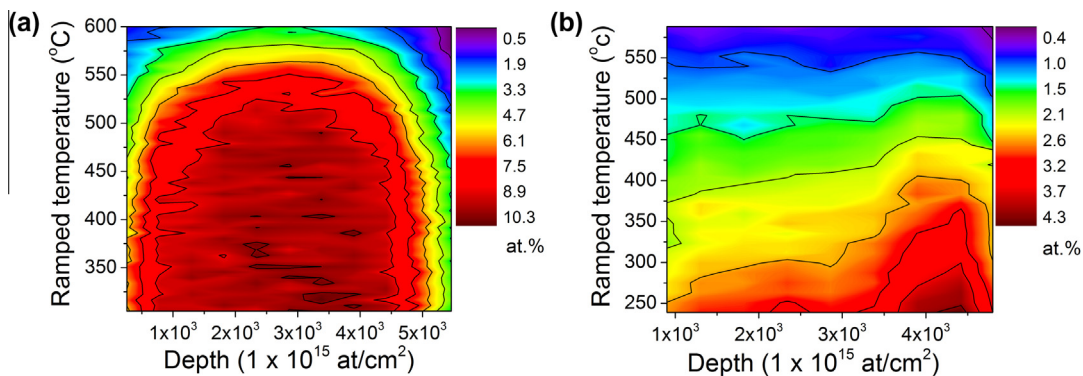 (a)
Ramped temperature (°C)
600
550
500
450
400
350
1x10³ 2x10³ 3x10³ 4x10³ 5x10³
Depth (1 x 10¹⁵ at/cm²)
0.5
1.9
3.3
4.7
6.1
7.5
8.9
10.3
at.%
(b)
Ramped temperature (°c)
550
500
450
400
350
300
250
1x10³ 2x10³ 3x10³ 4x10³
Depth (1 x 10¹⁵ at/cm²)
0.4
1.0
1.5
2.1
2.6
3.2
3.7
4.3
at.%